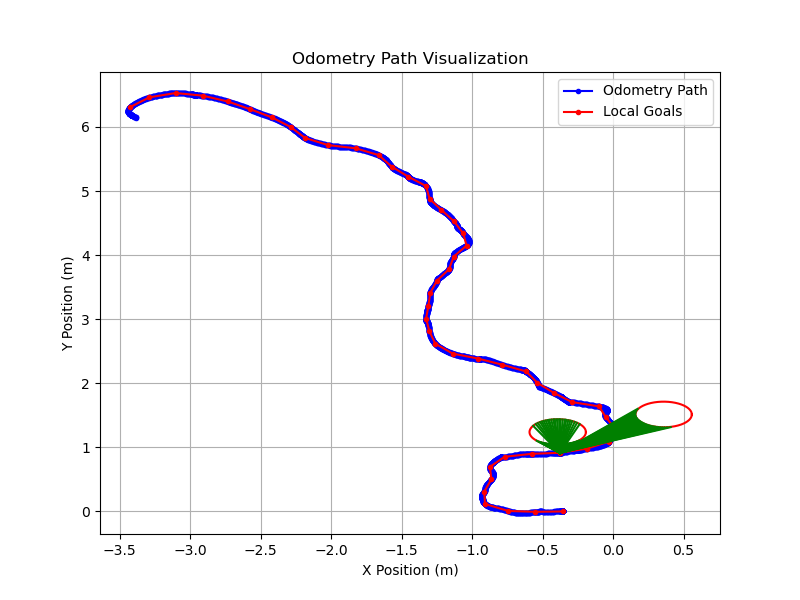 Odometry Path Visualization
Odometry Path
Local Goals
Y Position (m)
6
5
4
3
2
1
0
−3.5 −3.0 −2.5 −2.0 −1.5 −1.0 −0.5 0.0 0.5
X Position (m)